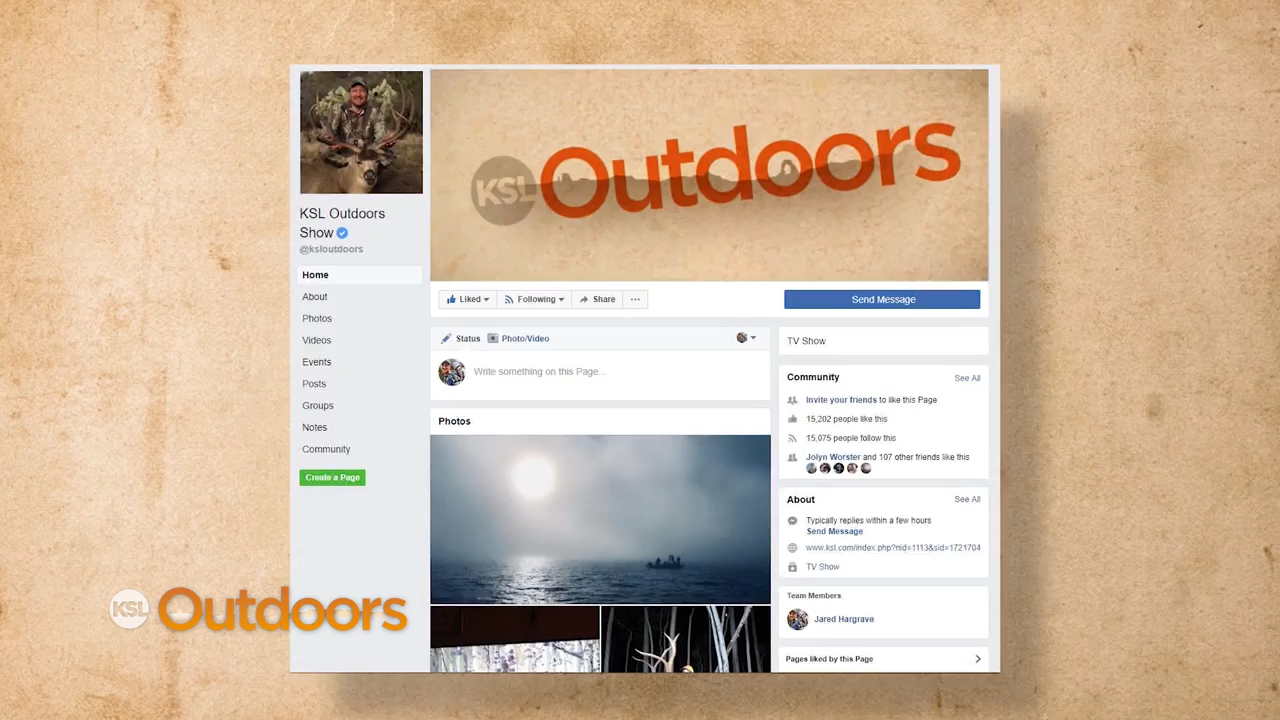 KSL Outdoors
KSL Outdoors
Show
@ksloutdoors
Home
About
Photos
Videos
Events
Posts
Groups
Notes
Community
Create a Page
Liked
Following
Share
Send Message
Status
Photo/Video
Write something on this Page...
Photos
TV Show
Community
See All
Invite your friends to like this Page
15,202 people like this
15,075 people follow this
Jolyn Worster and 107 other friends like this
About
See All
Typically replies within a few hours
Send Message
www.ksl.com/index.php?nid=1113&sid=1721704
TV Show
Team Members
Jared Hargrave
Pages liked by this Page
KSL Outdoors